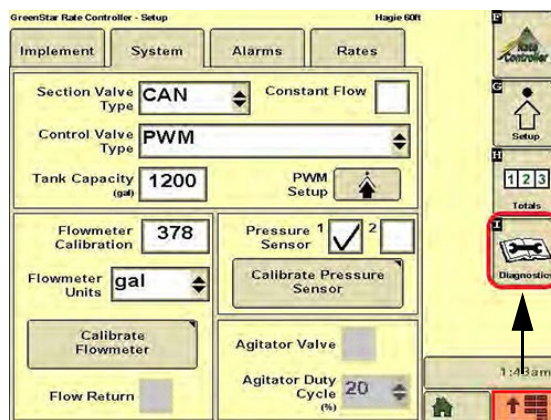 GreenStar Rate Controller - Setup
Hagie 60ft
Implement
System
Alarms
Rates
Section Valve
Type
CAN
Constant Flow
Control Valve
Type
PWM
Tank Capacity
(gal)
1200
PWM
Setup
Flowmeter
Calibration
378
Pressure
Sensor
1
2
Flowmeter
Units
gal
Calibrate Pressure
Sensor
Calibrate
Flowmeter
Agitator Valve
Flow Return
Agitator Duty
Cycle
(%)
20
F
Rate
Controller
G
Setup
H
1 2 3
Totals
I
Diagnostics
1:43am